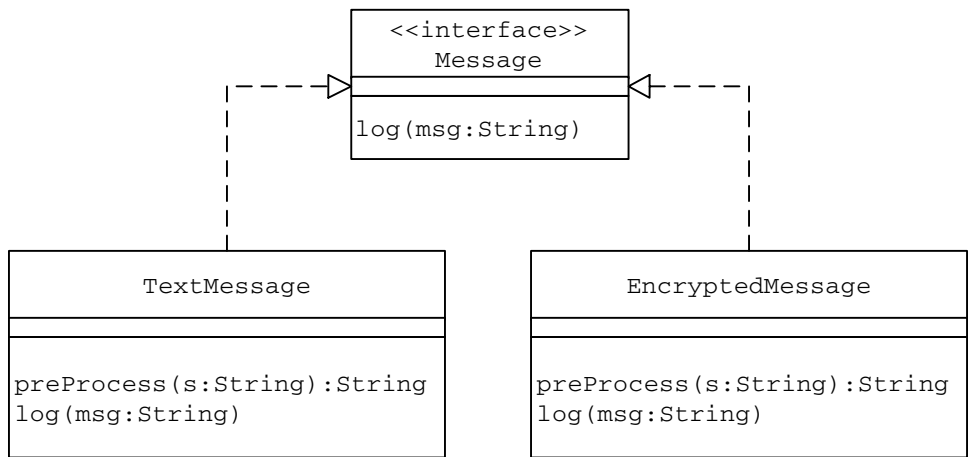 <<interface>>
Message
log(msg:String)
TextMessage
preProcess(s:String):String
log(msg:String)
EncryptedMessage
preProcess(s:String):String
log(msg:String)